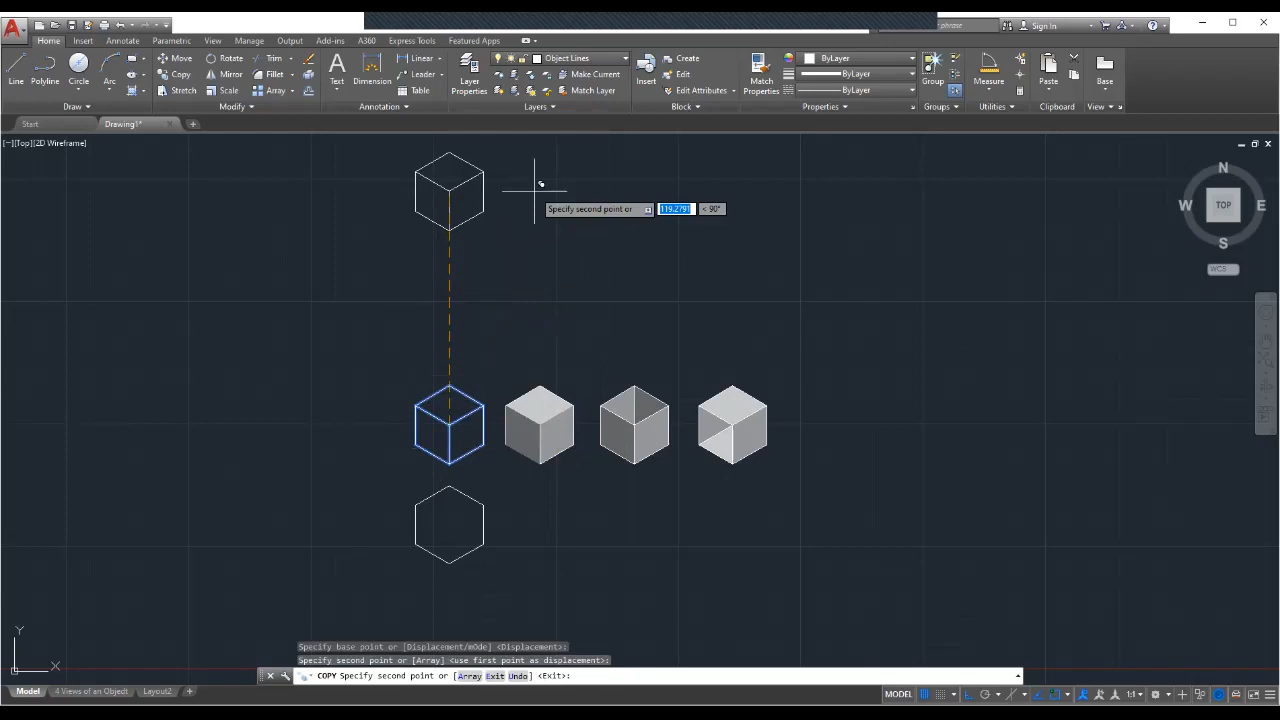 phrase
Sign In
Home Insert Annotate Parametric View Manage Output Add-ins A360 Express Tools Featured Apps
Line Polyline Circle Arc
Move Rotate Trim
Copy Mirror Fillet
Stretch Scale Array
Text Dimension
Linear
Leader
Table
Layer Properties
Object Lines
Make Current
Match Layer
Insert
Create
Edit
Edit Attributes
Match Properties
ByLayer
ByLayer
ByLayer
Group Measure Paste Base
Draw Modify Annotation Layers Block Properties Groups Utilities Clipboard View
Start Drawing1*
[−][Top][2D Wireframe]
N
W TOP E
S
WCS
Specify second point or 119.2791 < 90°
Y
X
Specify base point or [Displacement/mOde] <Displacement>:
Specify second point or [Array] <use first point as displacement>:
COPY Specify second point or [Array Exit Undo] <Exit>:
Model 4 Views of an Object Layout2 +
MODEL 1:1